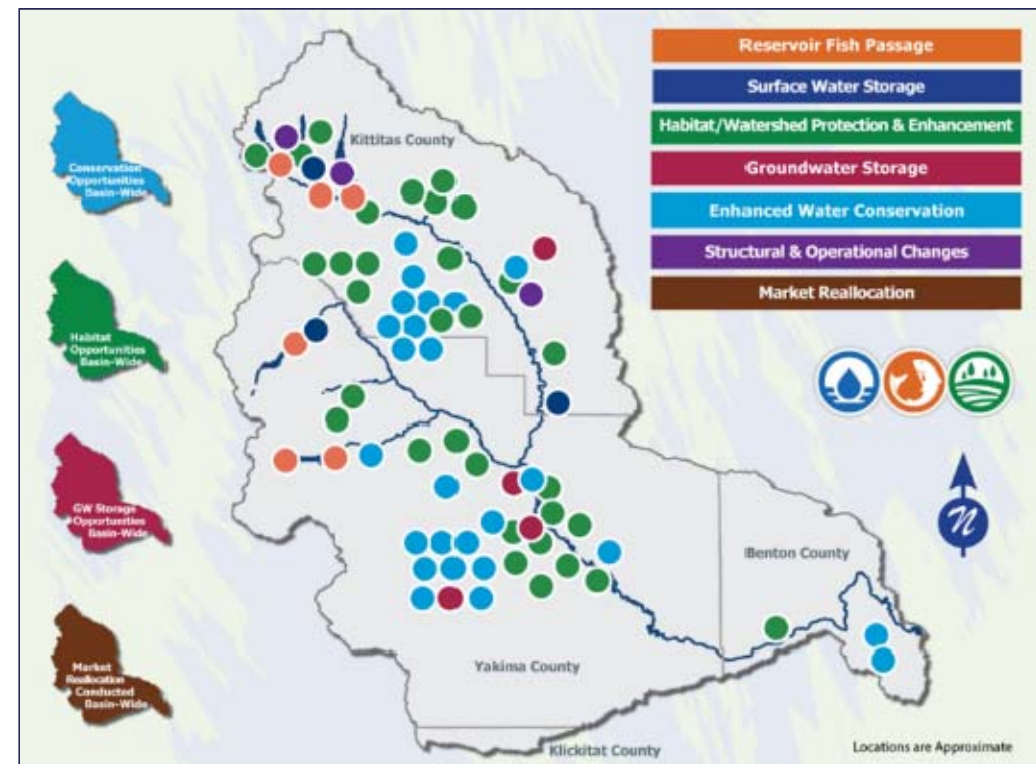 Reservoir Fish Passage
Surface Water Storage
Habitat/Watershed Protection & Enhancement
Groundwater Storage
Enhanced Water Conservation
Structural & Operational Changes
Market Reallocation
Conservation
Opportunities
Basin-Wide
Habitat
Opportunities
Basin-Wide
GW Storage
Opportunities
Basin-Wide
Market
Reallocation
Conducted
Basin-Wide
Kittitas County
Benton County
Yakima County
Klickitat County
N
Locations are Approximate